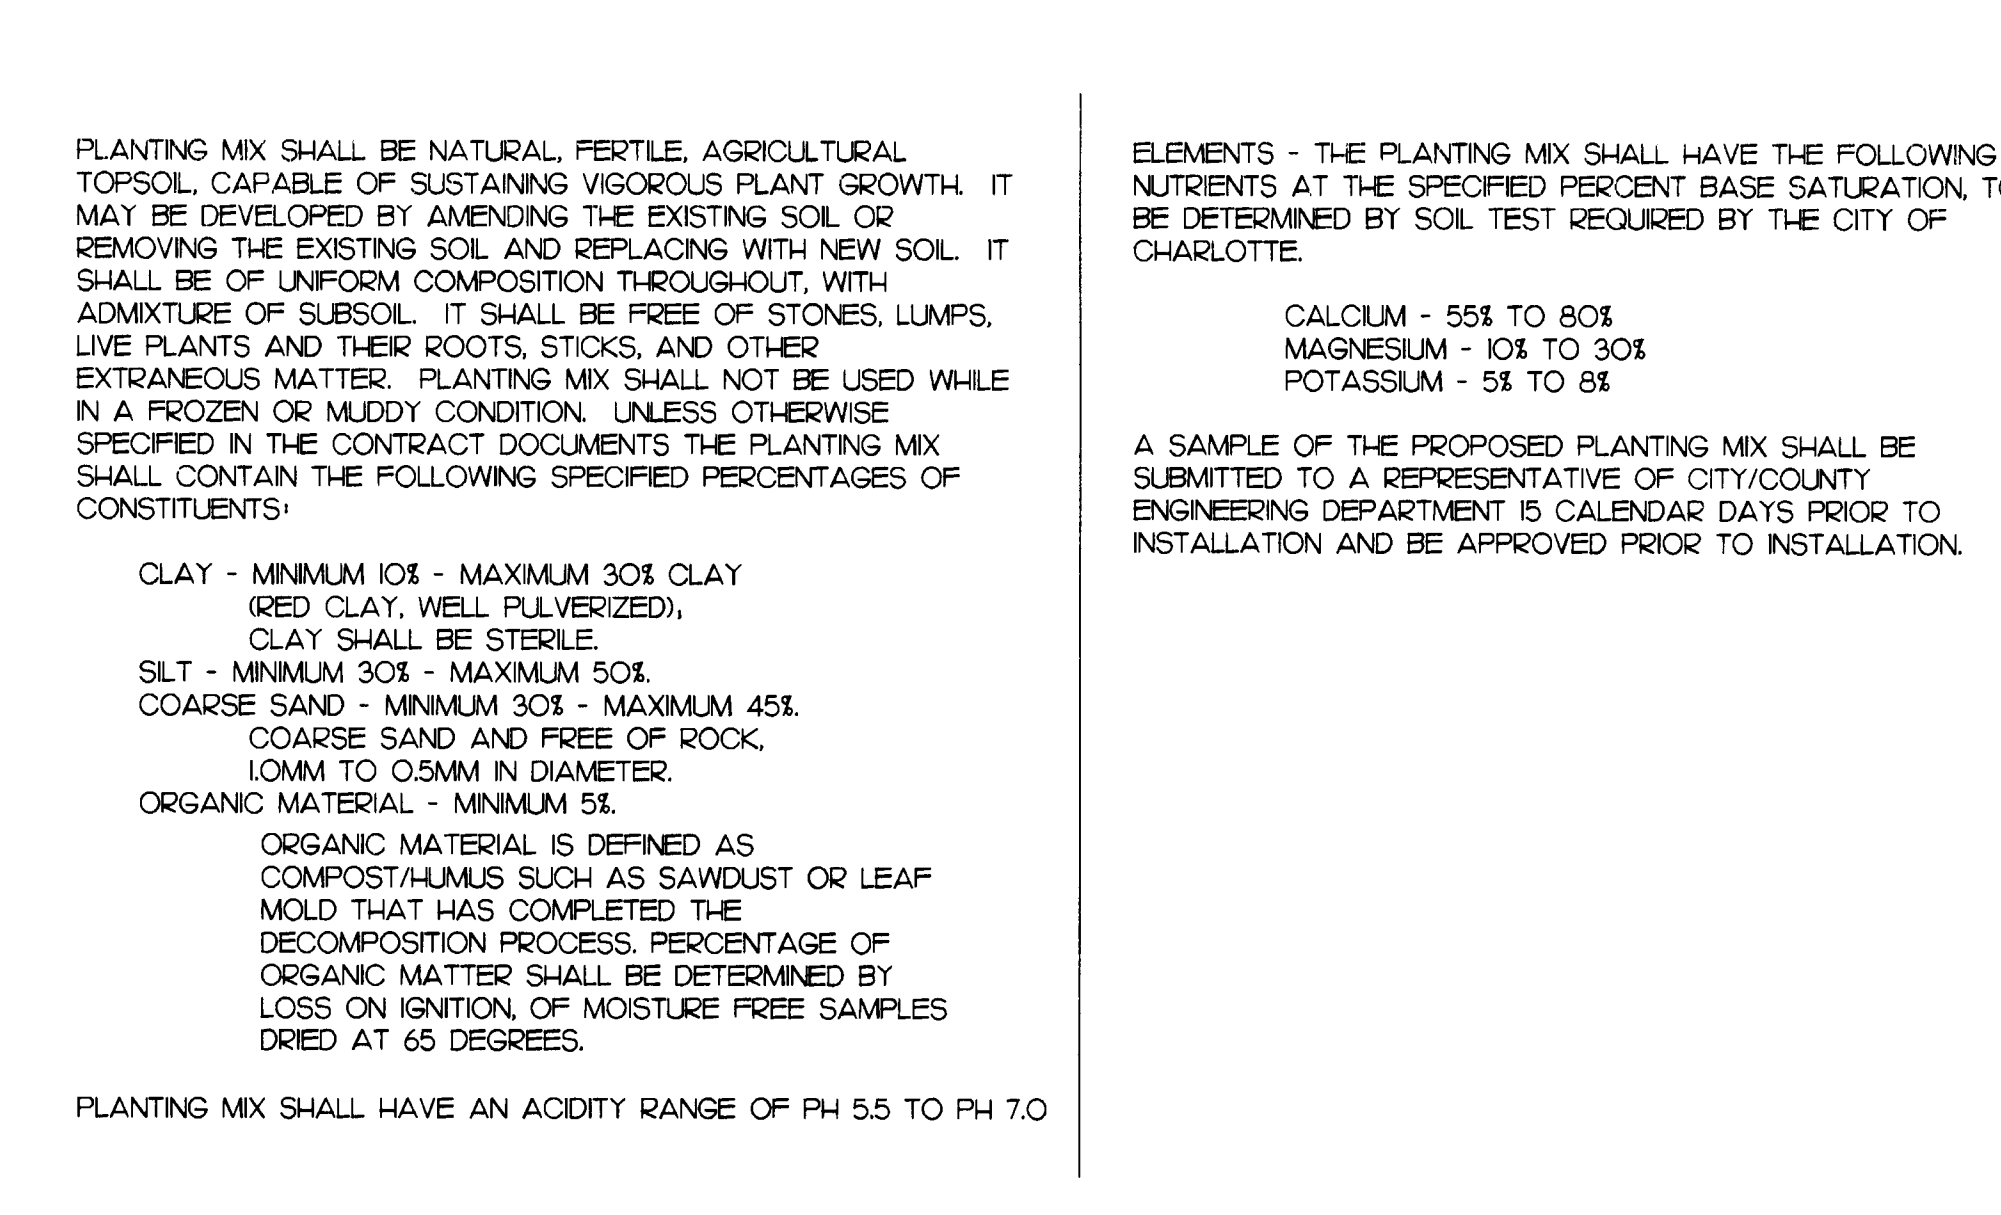 PLANTING MIX SHALL BE NATURAL, FERTILE, AGRICULTURAL
TOPSOIL, CAPABLE OF SUSTAINING VIGOROUS PLANT GROWTH. IT
MAY BE DEVELOPED BY AMENDING THE EXISTING SOIL OR
REMOVING THE EXISTING SOIL AND REPLACING WITH NEW SOIL. IT
SHALL BE OF UNIFORM COMPOSITION THROUGHOUT, WITH
ADMIXTURE OF SUBSOIL. IT SHALL BE FREE OF STONES, LUMPS,
LIVE PLANTS AND THEIR ROOTS, STICKS, AND OTHER
EXTRANEOUS MATTER. PLANTING MIX SHALL NOT BE USED WHILE
IN A FROZEN OR MUDDY CONDITION. UNLESS OTHERWISE
SPECIFIED IN THE CONTRACT DOCUMENTS THE PLANTING MIX
SHALL CONTAIN THE FOLLOWING SPECIFIED PERCENTAGES OF
CONSTITUENTS:
CLAY - MINIMUM 10% - MAXIMUM 30% CLAY
(RED CLAY, WELL PULVERIZED);
CLAY SHALL BE STERILE.
SILT - MINIMUM 30% - MAXIMUM 50%.
COARSE SAND - MINIMUM 30% - MAXIMUM 45%.
COARSE SAND AND FREE OF ROCK,
1.0MM TO 0.5MM IN DIAMETER.
ORGANIC MATERIAL - MINIMUM 5%.
ORGANIC MATERIAL IS DEFINED AS
COMPOST/HUMUS SUCH AS SAWDUST OR LEAF
MOLD THAT HAS COMPLETED THE
DECOMPOSITION PROCESS. PERCENTAGE OF
ORGANIC MATTER SHALL BE DETERMINED BY
LOSS ON IGNITION, OF MOISTURE FREE SAMPLES
DRIED AT 65 DEGREES.
PLANTING MIX SHALL HAVE AN ACIDITY RANGE OF PH 5.5 TO PH 7.0
ELEMENTS - THE PLANTING MIX SHALL HAVE THE FOLLOWING
NUTRIENTS AT THE SPECIFIED PERCENT BASE SATURATION, TO
BE DETERMINED BY SOIL TEST REQUIRED BY THE CITY OF
CHARLOTTE.
CALCIUM - 55% TO 80%
MAGNESIUM - 10% TO 30%
POTASSIUM - 5% TO 8%
A SAMPLE OF THE PROPOSED PLANTING MIX SHALL BE
SUBMITTED TO A REPRESENTATIVE OF CITY/COUNTY
ENGINEERING DEPARTMENT 15 CALENDAR DAYS PRIOR TO
INSTALLATION AND BE APPROVED PRIOR TO INSTALLATION.